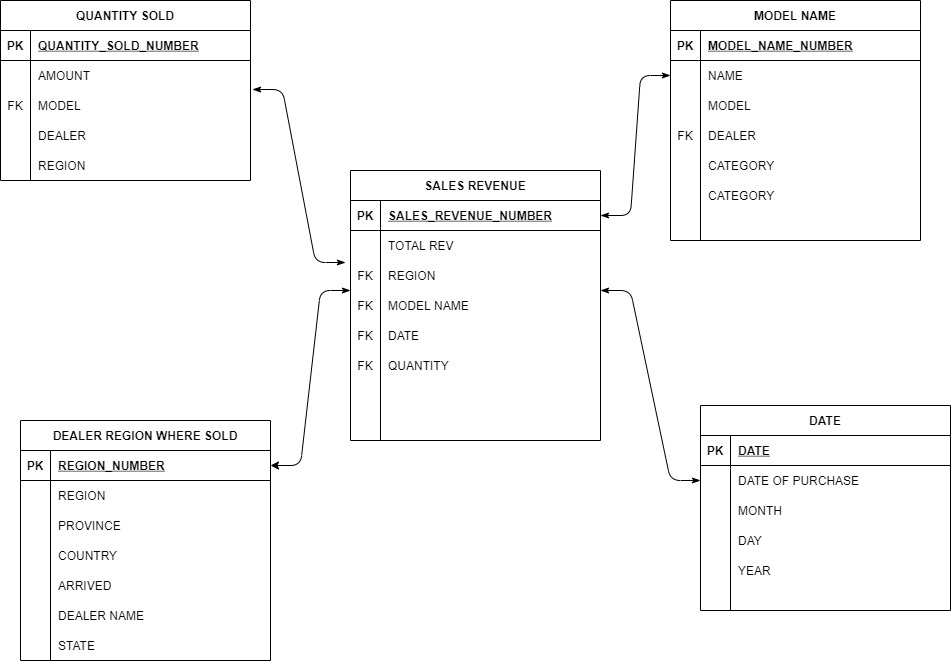 QUANTITY SOLD
PK QUANTITY_SOLD_NUMBER
AMOUNT
FK MODEL
DEALER
REGION
MODEL NAME
PK MODEL_NAME_NUMBER
NAME
MODEL
FK DEALER
CATEGORY
CATEGORY
SALES REVENUE
PK SALES_REVENUE_NUMBER
TOTAL REV
FK REGION
FK MODEL NAME
FK DATE
FK QUANTITY
DEALER REGION WHERE SOLD
PK REGION_NUMBER
REGION
PROVINCE
COUNTRY
ARRIVED
DEALER NAME
STATE
DATE
PK DATE
DATE OF PURCHASE
MONTH
DAY
YEAR